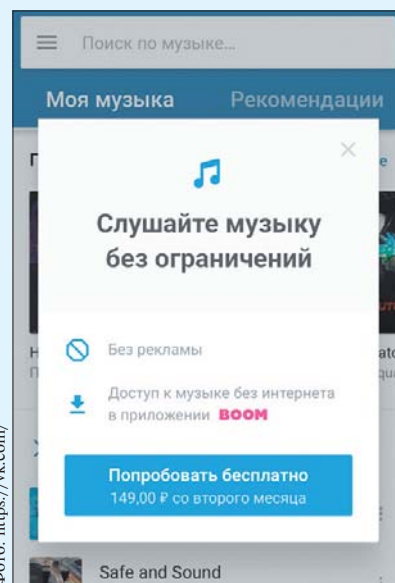 Поиск по музыке...
Моя музыка
Рекомендации
Слушайте музыку
без ограничений
Без рекламы
Доступ к музыке без интернета
в приложении BOOM
Попробовать бесплатно
149,00 ₽ со второго месяца
Safe and Sound
Фото: https://vk.com/